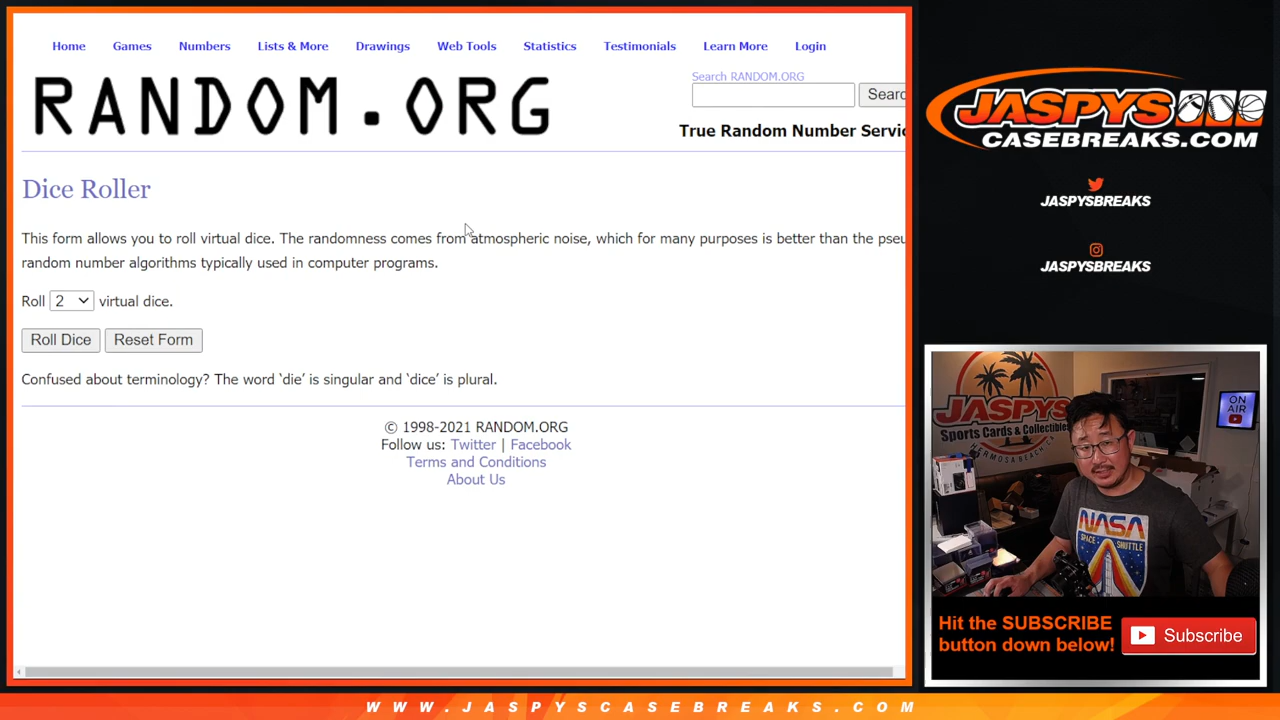 Home Games Numbers Lists & More Drawings Web Tools Statistics Testimonials Learn More Login
RANDOM.ORG
Search RANDOM.ORG
True Random Number
Dice Roller
This form allows you to roll virtual dice. The randomness comes from atmospheric noise, which for many purposes is better than the
random number algorithms typically used in computer programs.
Roll 2 virtual dice.
Roll Dice Reset Form
Confused about terminology? The word ‘die’ is singular and ‘dice’ is plural.
© 1998-2021 RANDOM.ORG
Follow us: Twitter | Facebook
Terms and Conditions
About Us
JASPYS
CASEBREAKS.COM
JASPYSBREAKS
JASPYSBREAKS
JASPYS
Sports Cards & Collectibles
HERMOSA BEACH, CA
ON
AIR
NASA
SPACE SHUTTLE
Hit the SUBSCRIBE
button down below!
Subscribe
WWW.JASPYSCASEBREAKS.COM